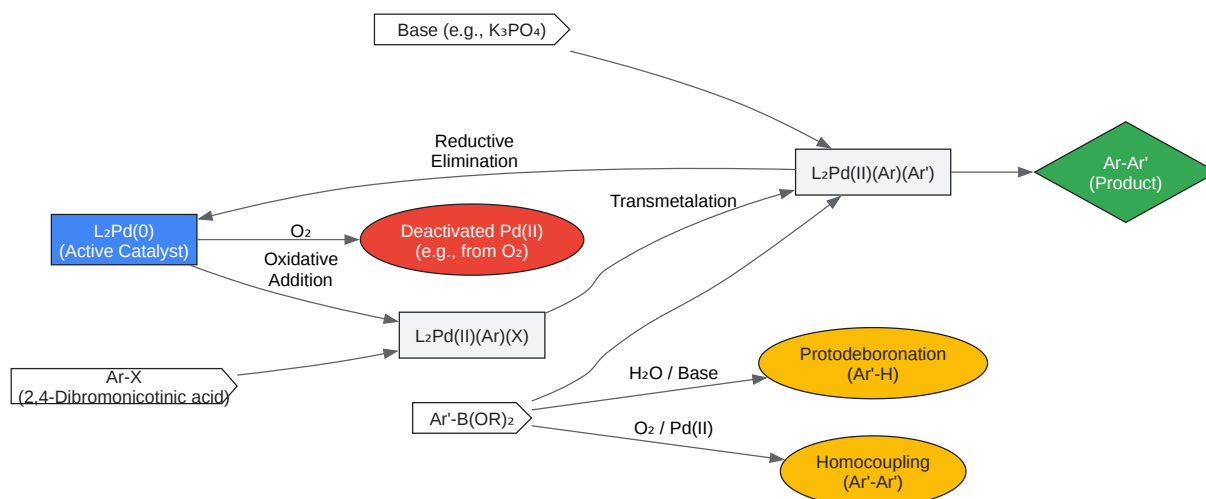 Base (e.g., K₃PO₄)
Reductive
Elimination
L₂Pd(II)(Ar)(Ar')
Ar-Ar'
(Product)
Transmetalation
L₂Pd(0)
(Active Catalyst)
O₂
Deactivated Pd(II)
(e.g., from O₂)
Oxidative
Addition
L₂Pd(II)(Ar)(X)
Ar-X
(2,4-Dibromonicotinic acid)
Ar'-B(OR)₂
H₂O / Base
Protodeboronation
(Ar'-H)
O₂ / Pd(II)
Homocoupling
(Ar'-Ar')